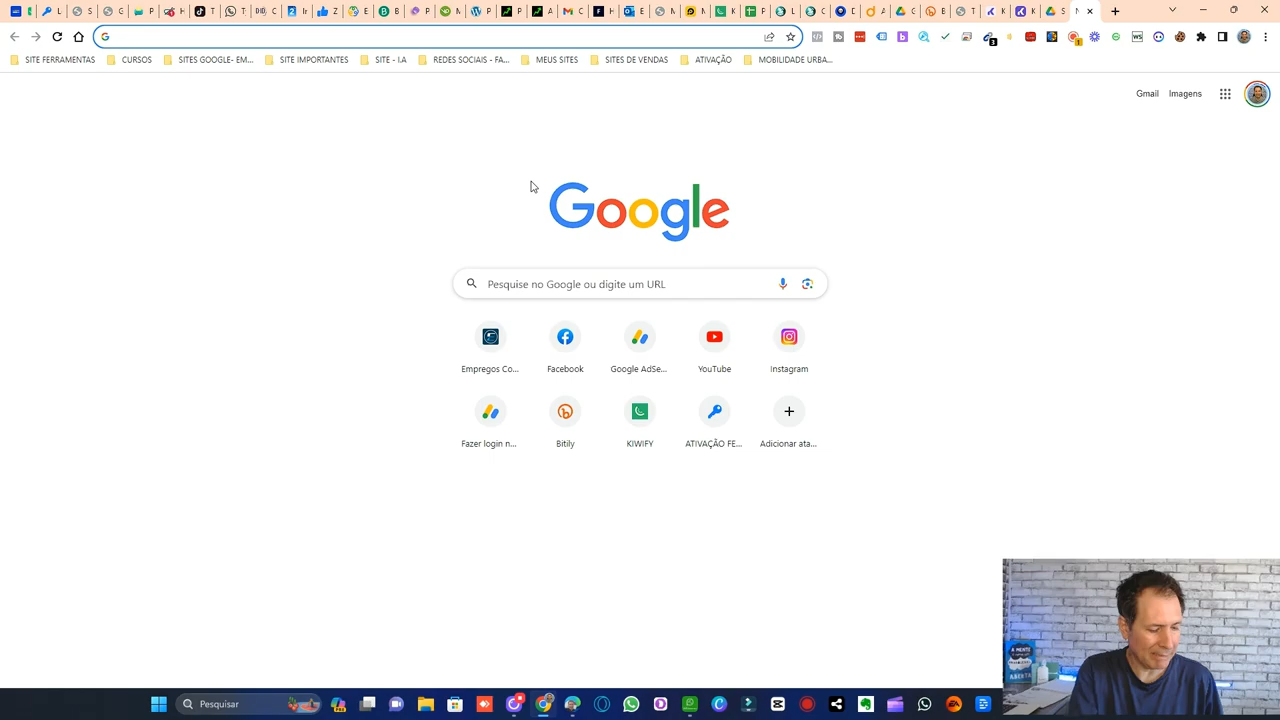 SITE FERRAMENTAS CURSOS SITES GOOGLE- EM... SITE IMPORTANTES SITE - I.A REDES SOCIAIS - FA... MEUS SITES SITES DE VENDAS ATIVAÇÃO MOBILIDADE URBA...
Gmail Imagens
Google
Pesquise no Google ou digite um URL
Empregos Co... Facebook Google AdSe... YouTube Instagram
Fazer login n... Bitily KIWIFY ATIVAÇÃO FE... Adicionar ata...
A MENTE
ABERTA
Pesquisar